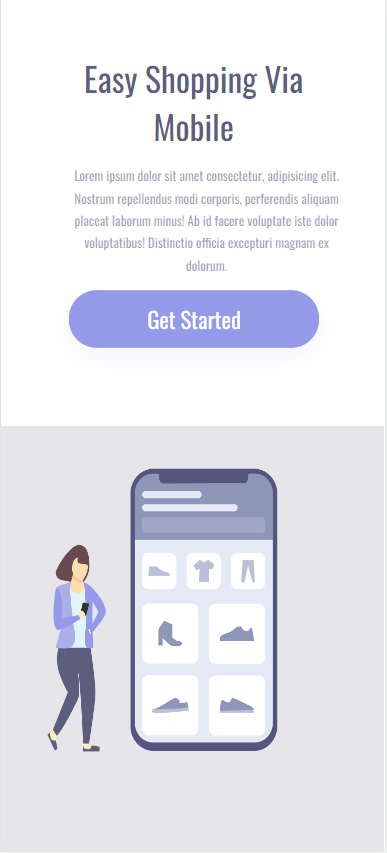 Easy Shopping Via
Mobile
Lorem ipsum dolor sit amet consectetur, adipisicing elit.
Nostrum repellendus modi corporis, perferendis aliquam
placeat laborum minus! Ab id facere voluptate iste dolor
voluptatibus! Distinctio officia excepturi magnam ex
dolorum.
Get Started